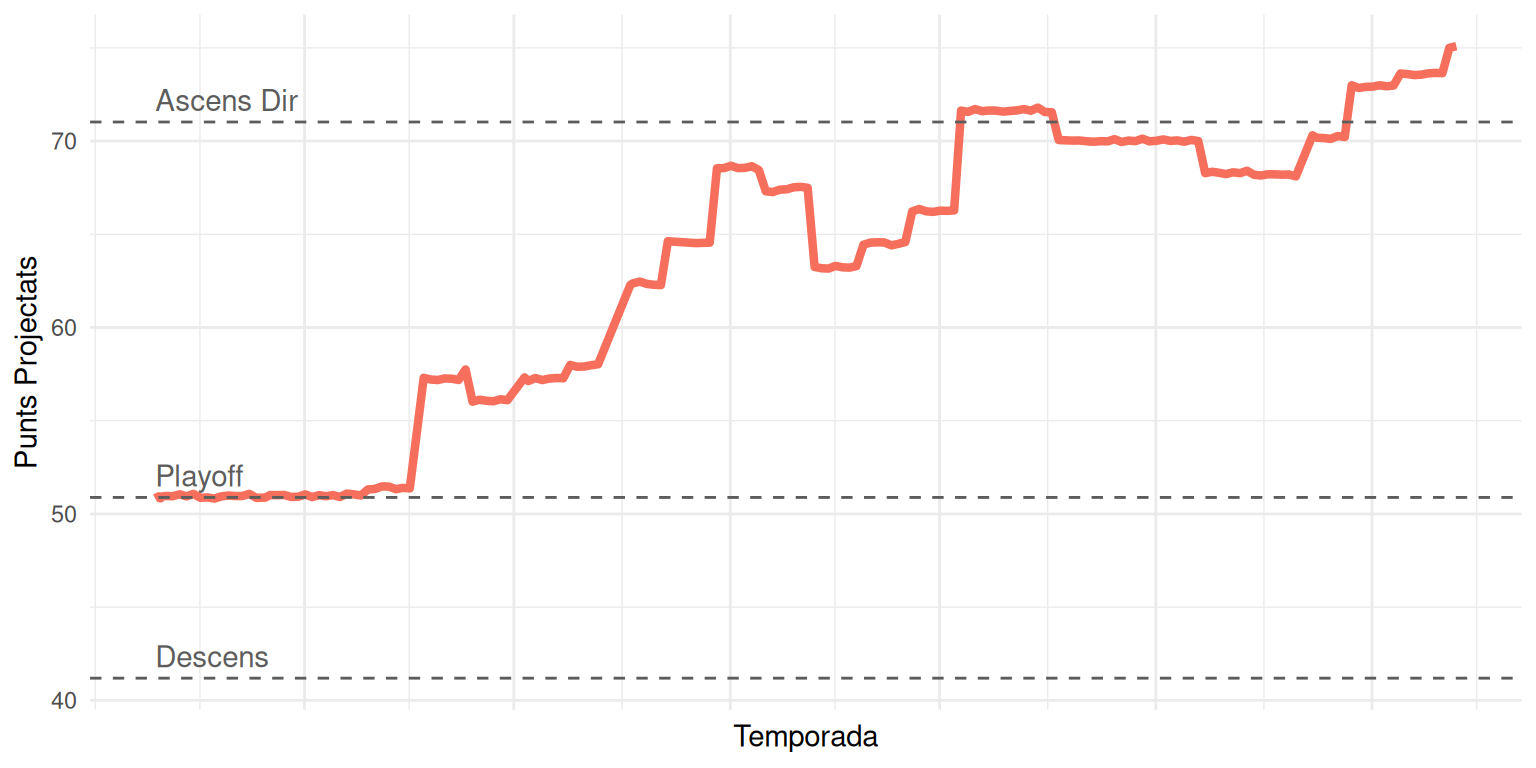 Ascens Dir
70
60
Punts Projectats
Playoff
50
Descens
40
Temporada